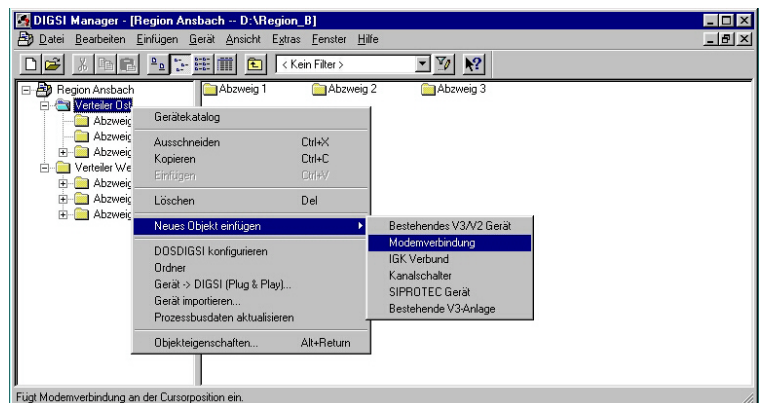 DIGSI Manager - [Region Ansbach -- D:\Region_B]
Datei Bearbeiten Einfügen Gerät Ansicht Extras Fenster Hilfe
< Kein Filter >
Region Ansbach
Verteiler Ost
Abzweig
Abzweig
Abzweig
Verteiler We
Abzweig
Abzweig
Abzweig
Abzweig 1 Abzweig 2 Abzweig 3
Gerätekatalog
Ausschneiden Ctrl+X
Kopieren Ctrl+C
Einfügen Ctrl+V
Löschen Del
Neues Objekt einfügen
DOSDIGSI konfigurieren
Ordner
Gerät -> DIGSI (Plug & Play)...
Gerät importieren...
Prozessbusdaten aktualisieren
Objekteigenschaften... Alt+Return
Bestehendes V3/V2 Gerät
Modemverbindung
IGK Verbund
Kanalschalter
SIPROTEC Gerät
Bestehende V3-Anlage
Fügt Modemverbindung an der Cursorposition ein.